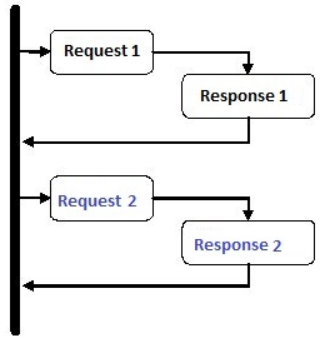 Request 1
Response 1
Request 2
Response 2